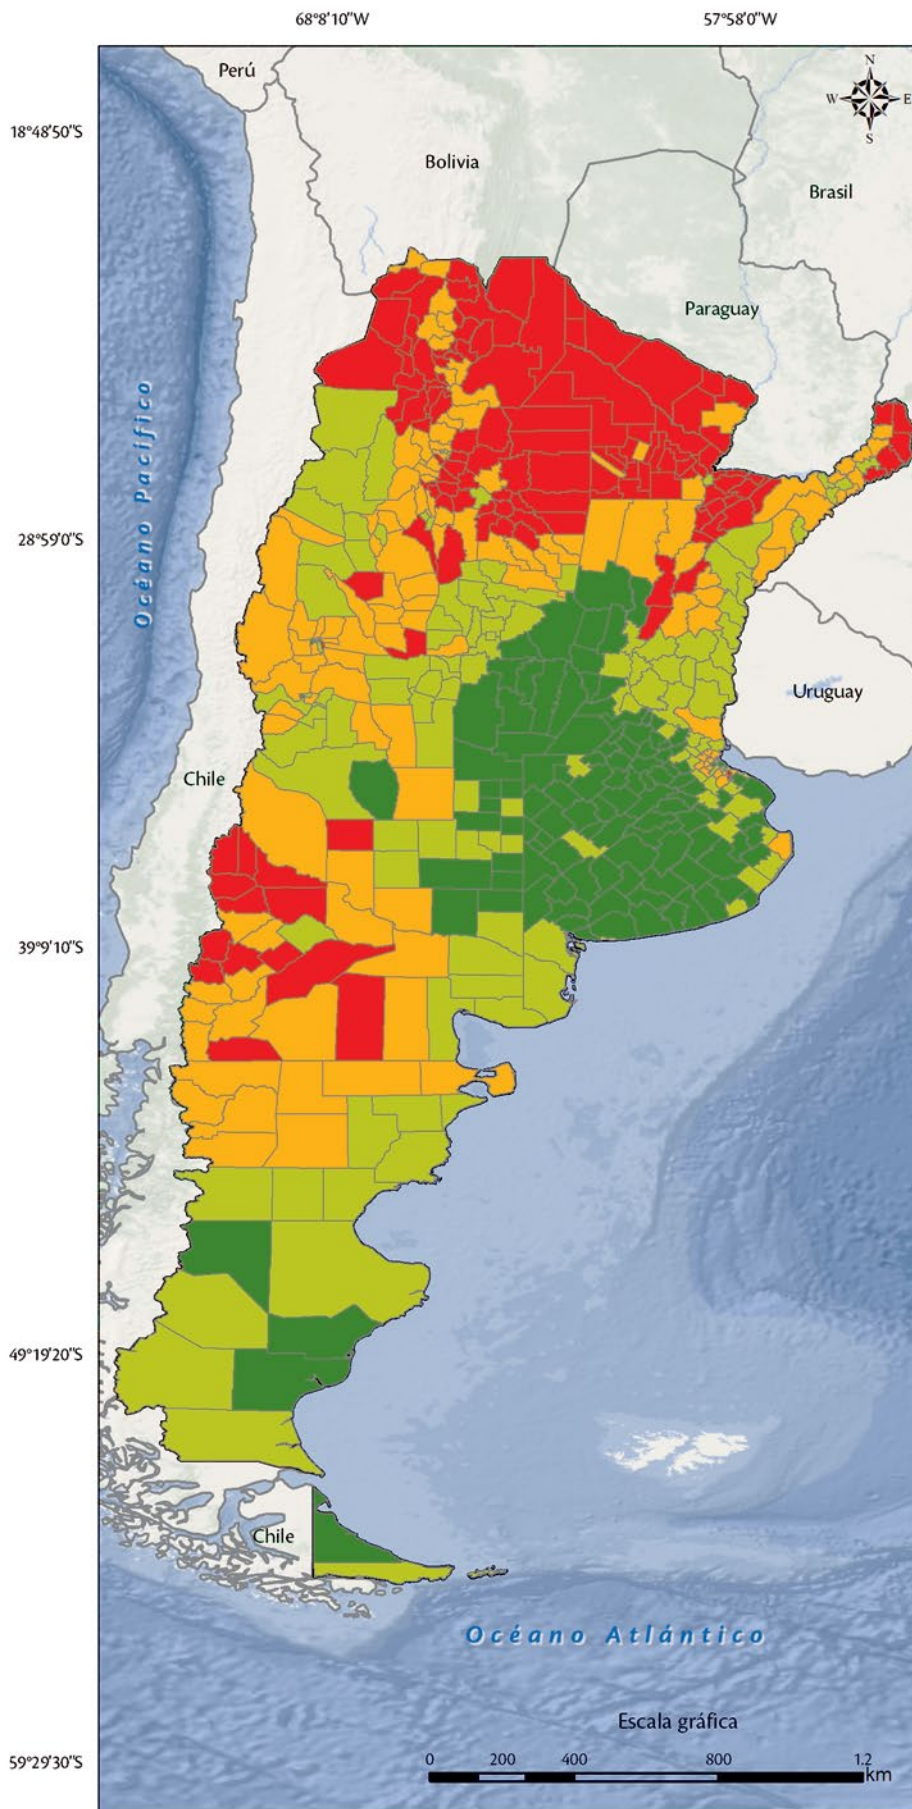 68°8'10"W
57°58'0"W
18°48'50"S
28°59'0"S
39°9'10"S
49°19'20"S
59°29'30"S
N
W
E
S
Perú
Bolivia
Brasil
Paraguay
Océano Pacífico
Uruguay
Chile
Chile
Océano Atlántico
Escala gráfica
0 200 400 800 1.2
km